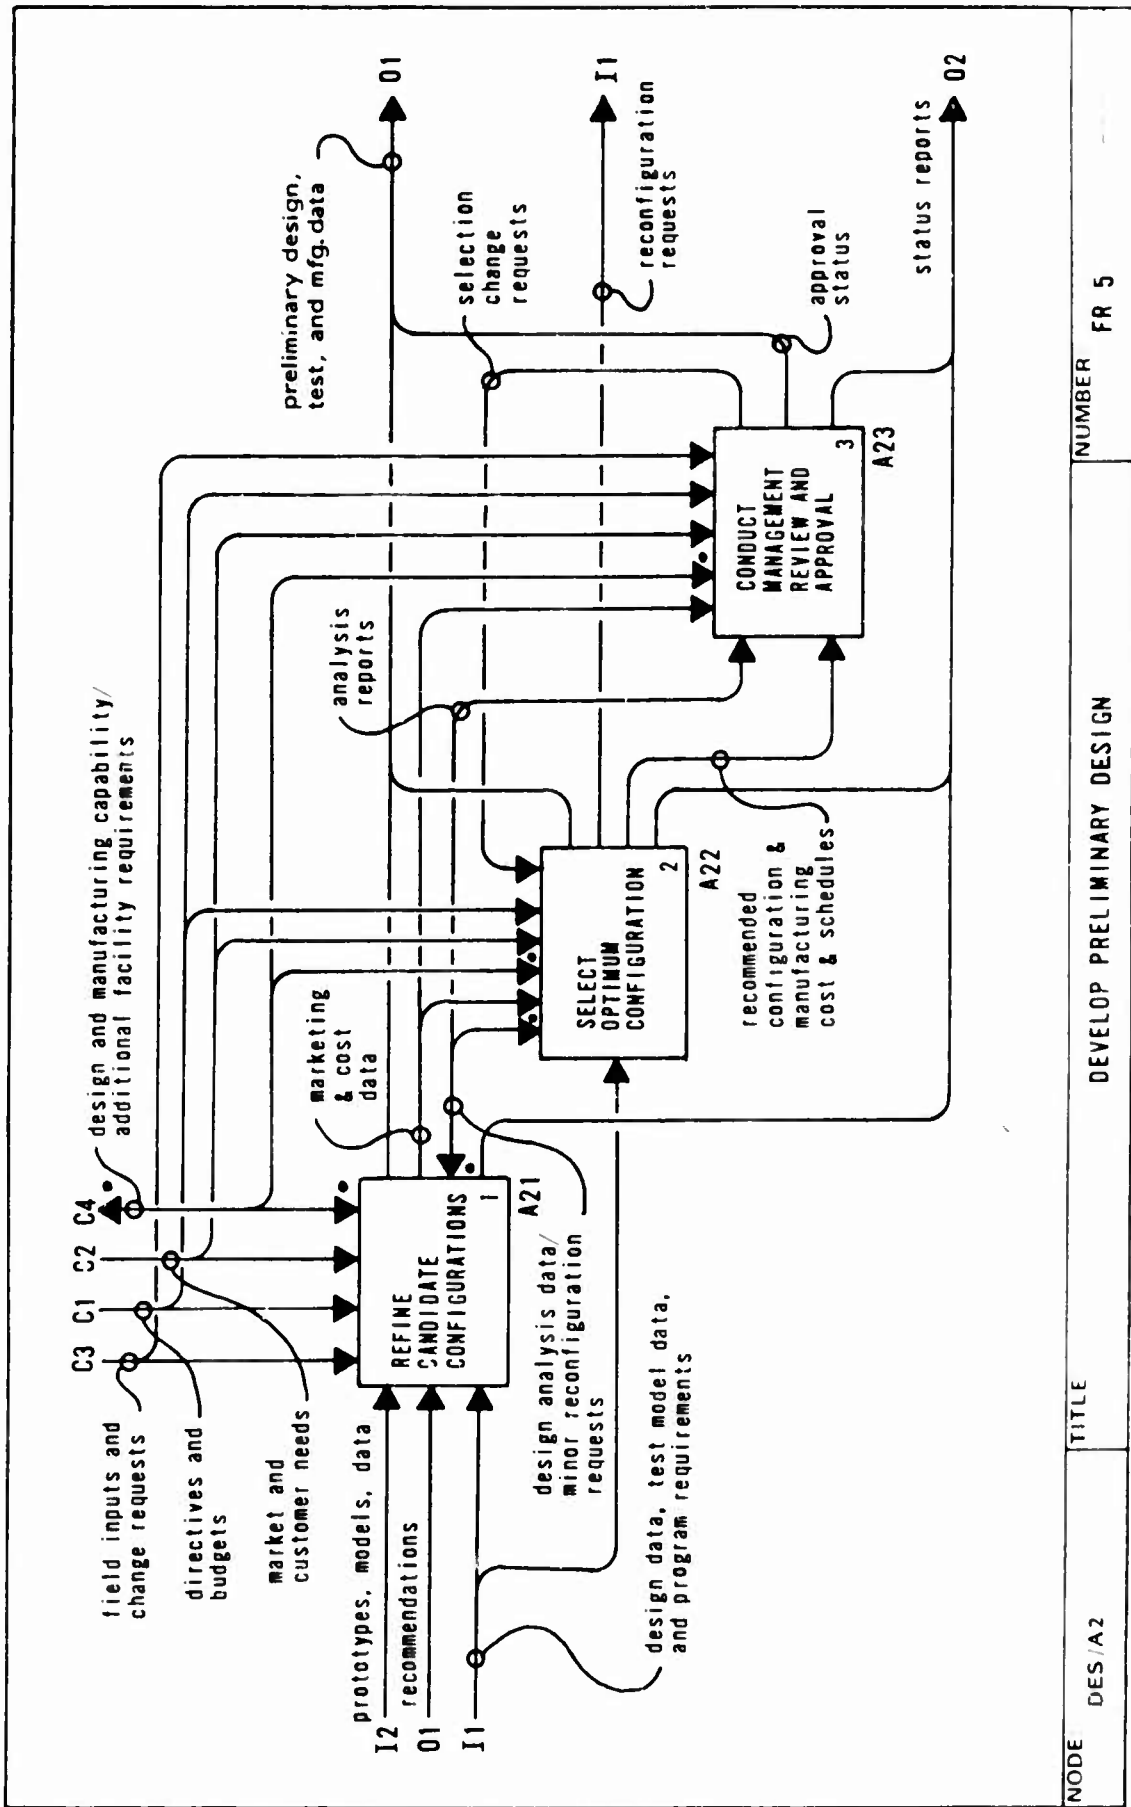 C3
C1
C2
C4
field inputs and
change requests
directives and
budgets
market and
customer needs
design and manufacturing capability/
additional facility requirements
prototypes, models, data
I2
recommendations
O1
I1
design data, test model data,
and program requirements
REFINE
CANDIDATE
CONFIGURATIONS
1
A21
design analysis data/
minor reconfiguration
requests
marketing
& cost
data
SELECT
OPTIMUM
CONFIGURATION
2
A22
analysis
reports
recommended
configuration &
manufacturing
cost & schedules
CONDUCT
MANAGEMENT
REVIEW AND
APPROVAL
3
A23
preliminary design,
test, and mfg. data
O1
selection
change
requests
I1
reconfiguration
requests
approval
status
status reports
O2
NODE
DES/A2
TITLE
DEVELOP PRELIMINARY DESIGN
NUMBER
FR 5